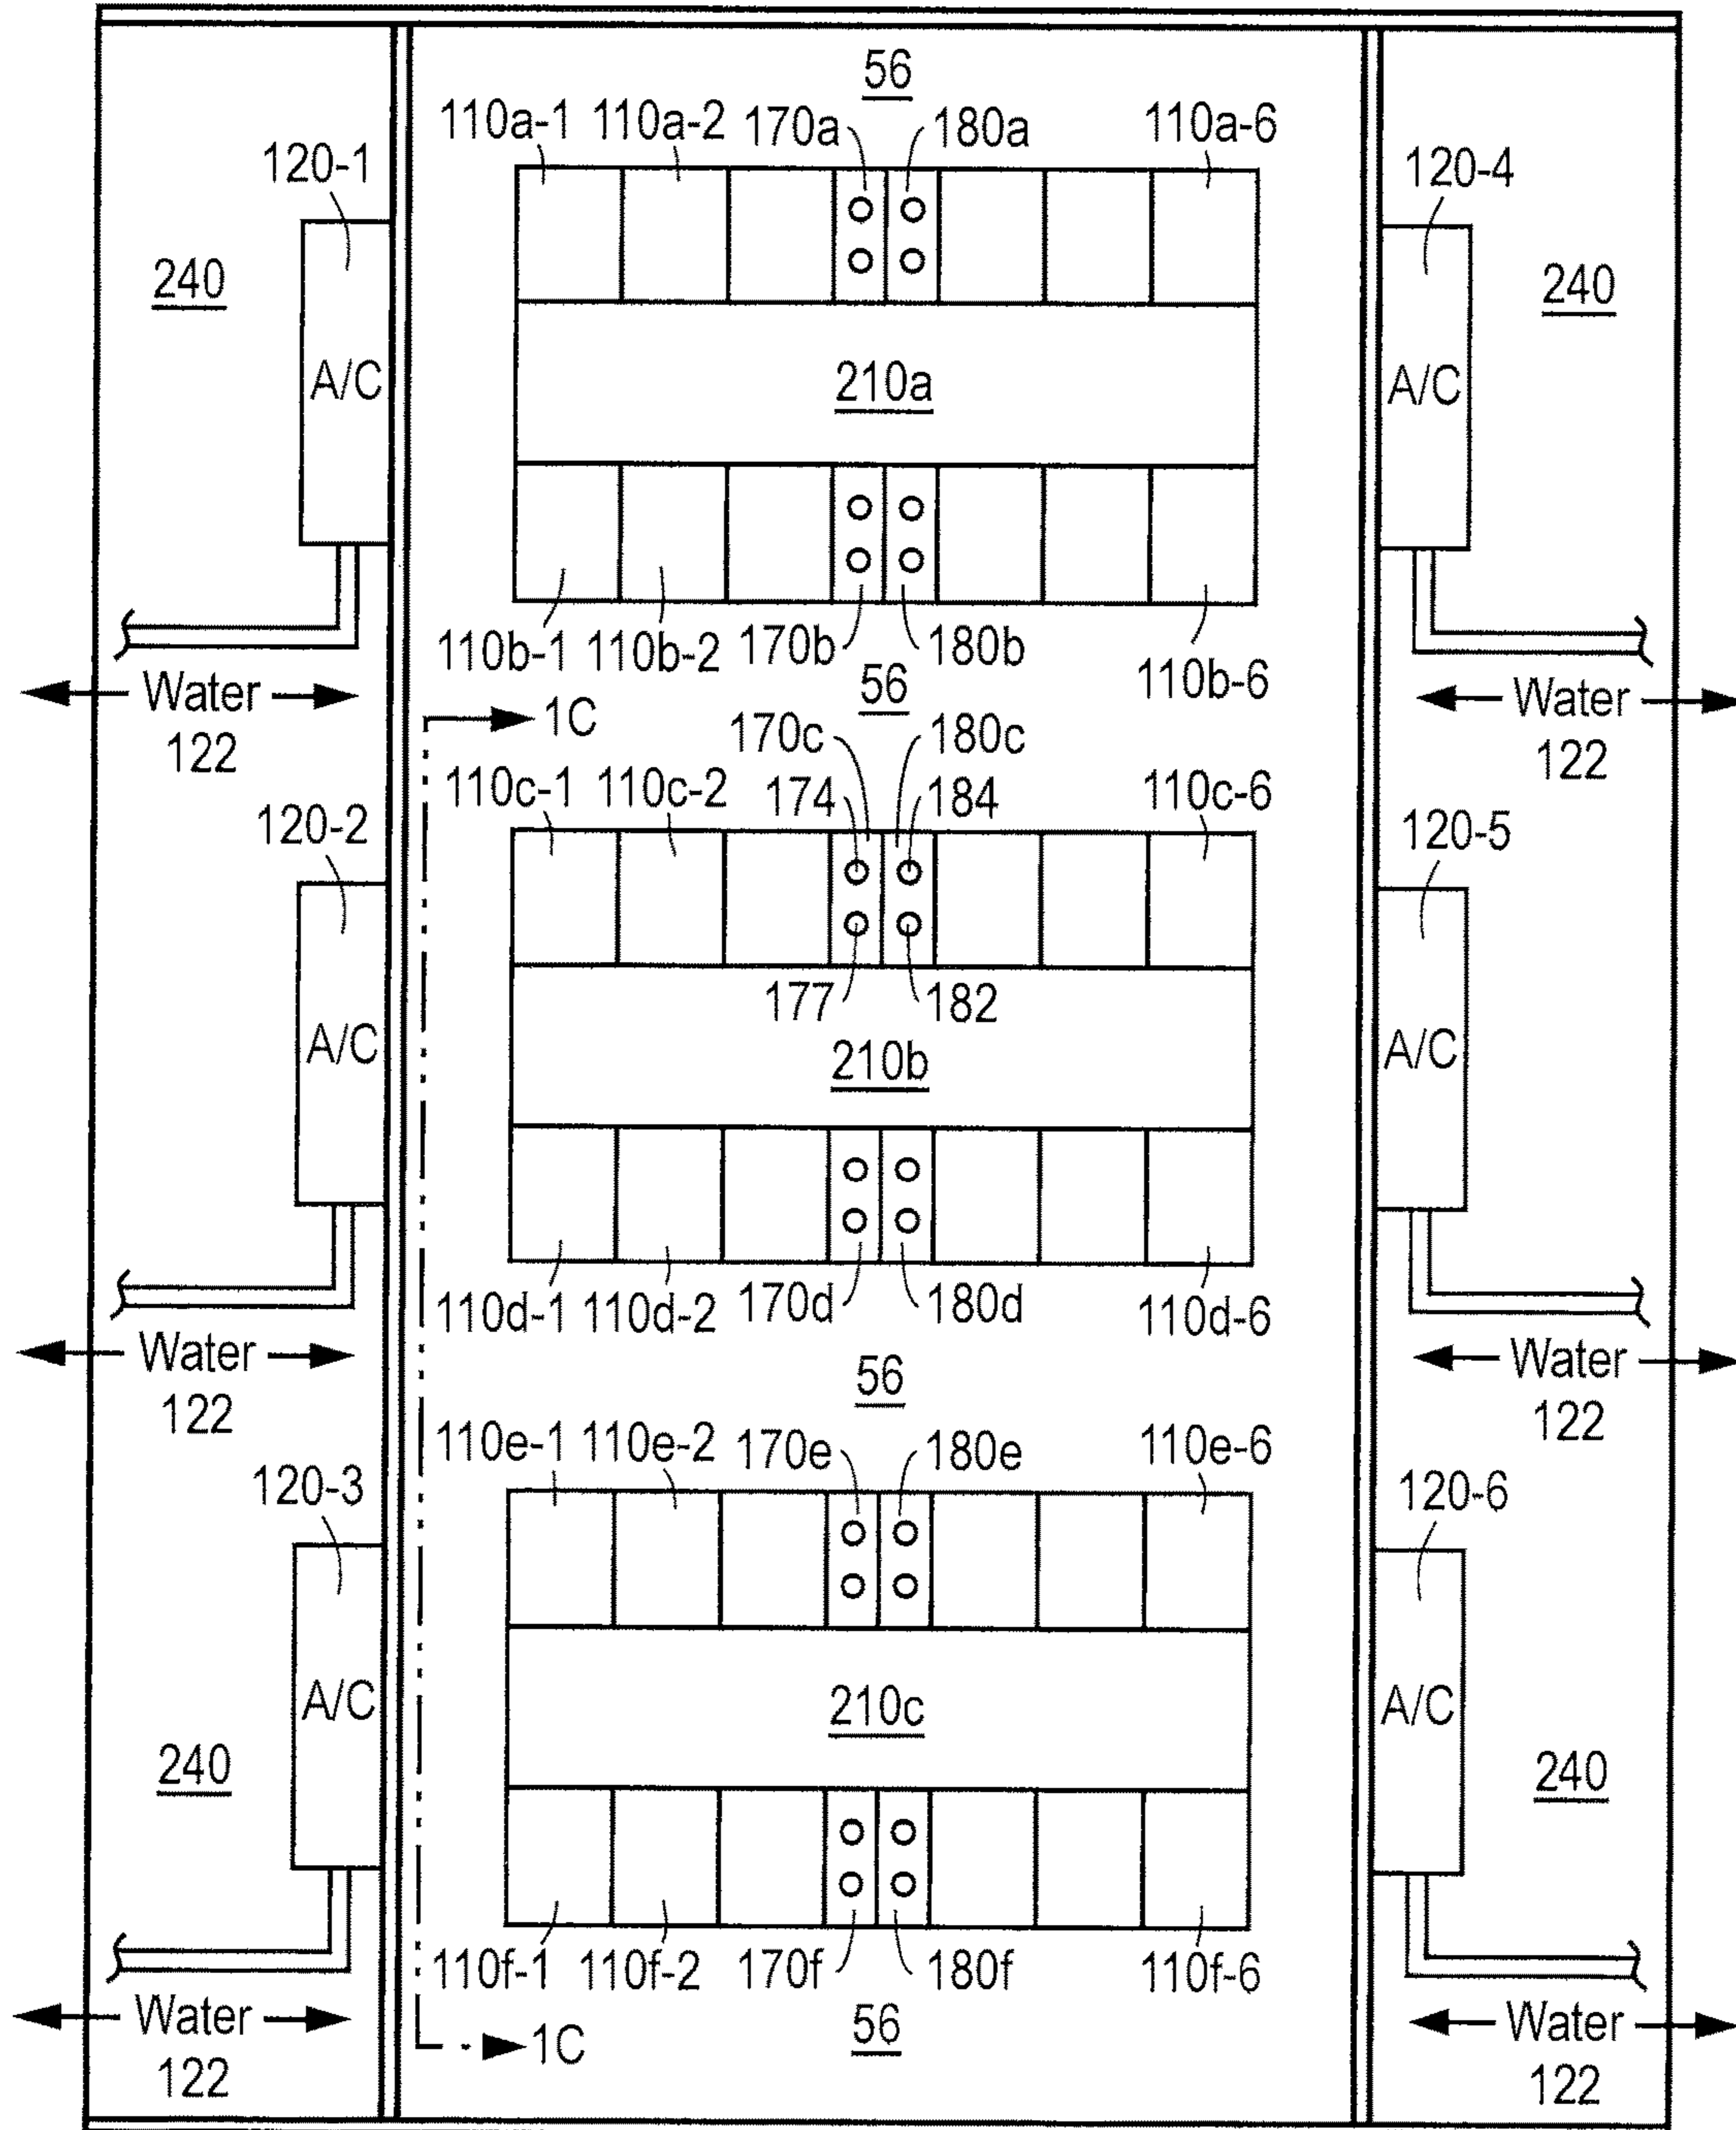 56
110a-1 110a-2 170a 180a 110a-6
120-1 120-4
240 240
A/C A/C
210a
110b-1 110b-2 170b 180b 110b-6
Water 56 Water
122 1C 122
170c 180c
110c-1 110c-2 174 184 110c-6
120-2 120-5
177 182
A/C A/C
210b
110d-1 110d-2 170d 180d 110d-6
Water Water
122 56 122
110e-1 110e-2 170e 180e 110e-6
120-3 120-6
A/C 210c A/C
240 240
110f-1 110f-2 170f 180f 110f-6
Water 56 Water
122 1C 122